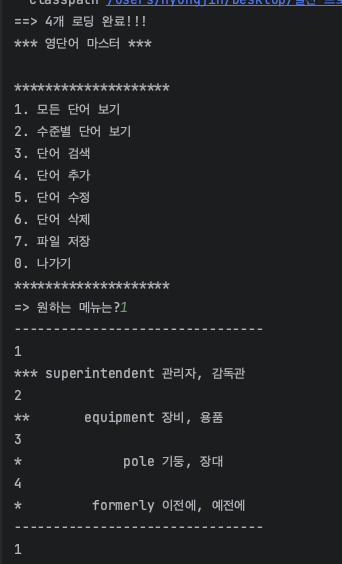 classpath /Users/hyongjin/Desktop/
==> 4개 로딩 완료!!!
*** 영단어 마스터 ***
********************
1. 모든 단어 보기
2. 수준별 단어 보기
3. 단어 검색
4. 단어 추가
5. 단어 수정
6. 단어 삭제
7. 파일 저장
0. 나가기
********************
=> 원하는 메뉴는?1
--------------------------------
1
*** superintendent 관리자, 감독관
2
**       equipment 장비, 용품
3
*             pole 기둥, 장대
4
*         formerly 이전에, 예전에
--------------------------------
1